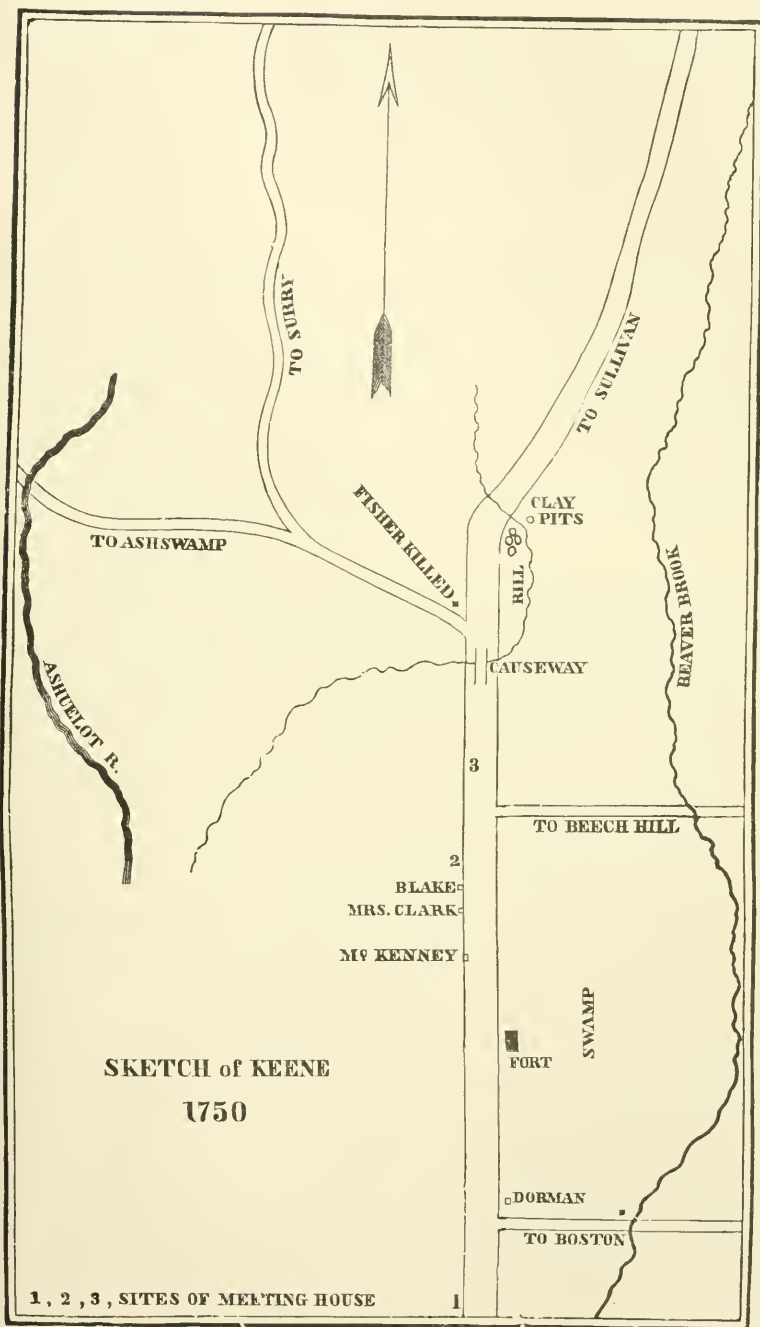 TO SURRY
TO SULLIVAN
FISHER KILLED
CLAY
PITS
TO ASHSWAMP
RILL
BEAVER BROOK
CAUSEWAY
ASHUELOT R.
3
TO BEECH HILL
2
BLAKE
MRS. CLARK
Mc KENNEY
SWAMP
FORT
SKETCH of KEENE
1750
DORMAN
TO BOSTON
1, 2, 3, SITES OF MEETING HOUSE
1